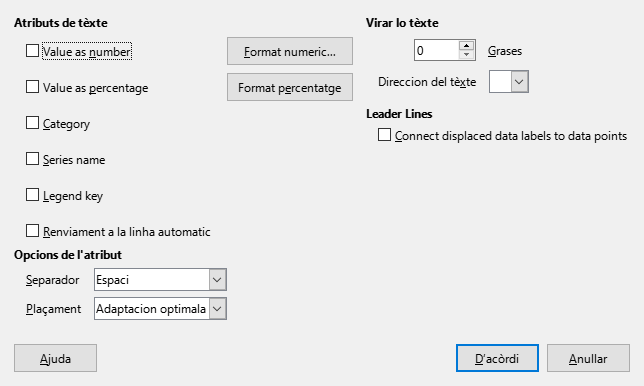 Atributs de tèxte
Value as number
Format numeric...
Value as percentage
Format percentatge
Category
Series name
Legend key
Renviament a la linha automatic
Opcions de l'atribut
Separador
Espaci
Plaçament
Adaptacion optimala
Virar lo tèxte
0
Grases
Direccion del tèxte
Leader Lines
Connect displaced data labels to data points
Ajuda
D'acòrdi
Anullar